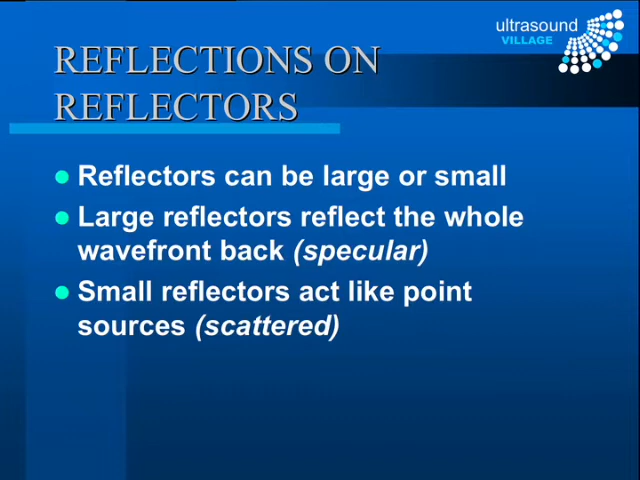 ultrasound
VILLAGE
REFLECTIONS ON
REFLECTORS
Reflectors can be large or small
Large reflectors reflect the whole
wavefront back (specular)
Small reflectors act like point
sources (scattered)